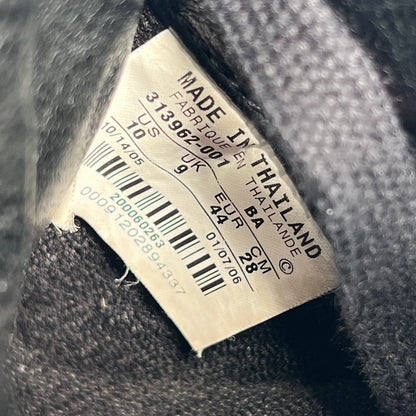 MADE IN THAILAND
FABRIQUE EN THAILANDE
313962-001 BA ©
US UK EUR CM
10 9 44 28
10/14/05 01/07/06
200060263
00091202894337